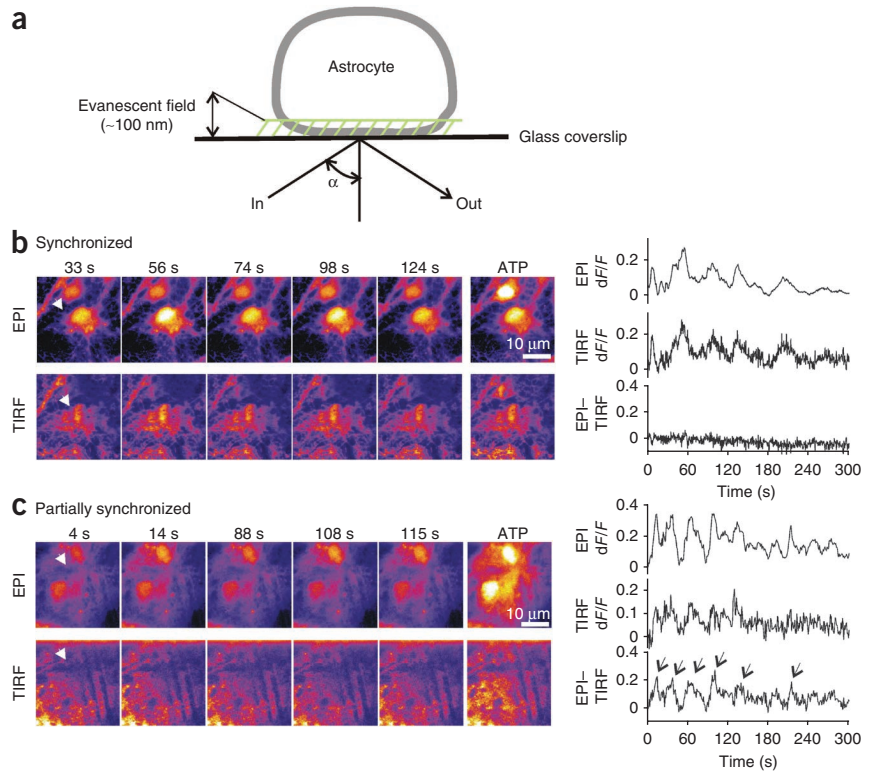 a
Astrocyte
Evanescent field
(~100 nm)
Glass coverslip
α
In
Out
b Synchronized
33 s 56 s 74 s 98 s 124 s ATP
EPI
10 μm
TIRF
EPI
dF/F
0.2
0
TIRF
dF/F
0.2
0
EPI–
TIRF
0.4
0.2
0
0 60 120 180 240 300
Time (s)
c Partially synchronized
4 s 14 s 88 s 108 s 115 s ATP
EPI
10 μm
TIRF
EPI
dF/F
0.4
0.2
0
TIRF
dF/F
0.2
0.1
0
EPI–
TIRF
0.4
0.2
0
0 60 120 180 240 300
Time (s)